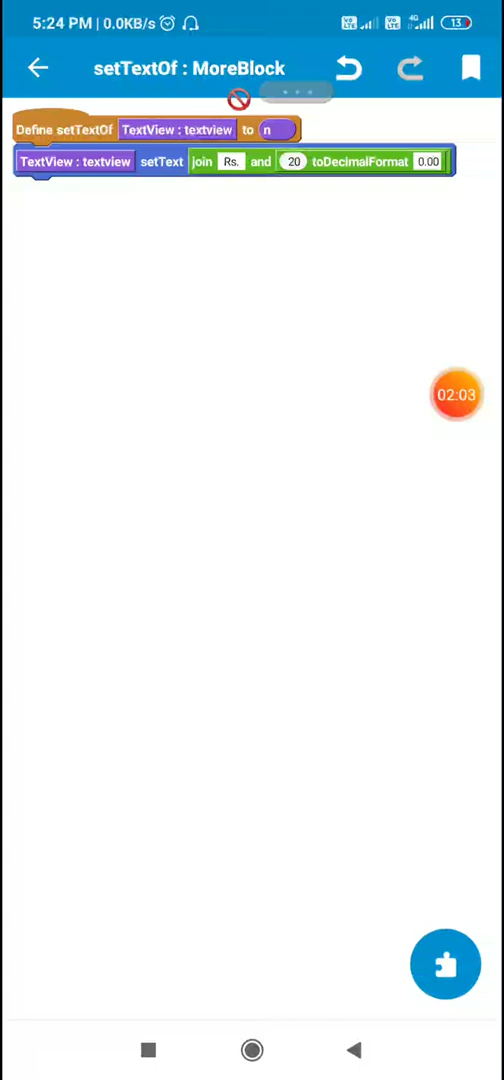 5:24 PM | 0.0KB/s 4G 13
setTextOf : MoreBlock
Define setTextOf TextView : textview to n
TextView : textview setText join Rs. and 20 toDecimalFormat 0.00
02:03